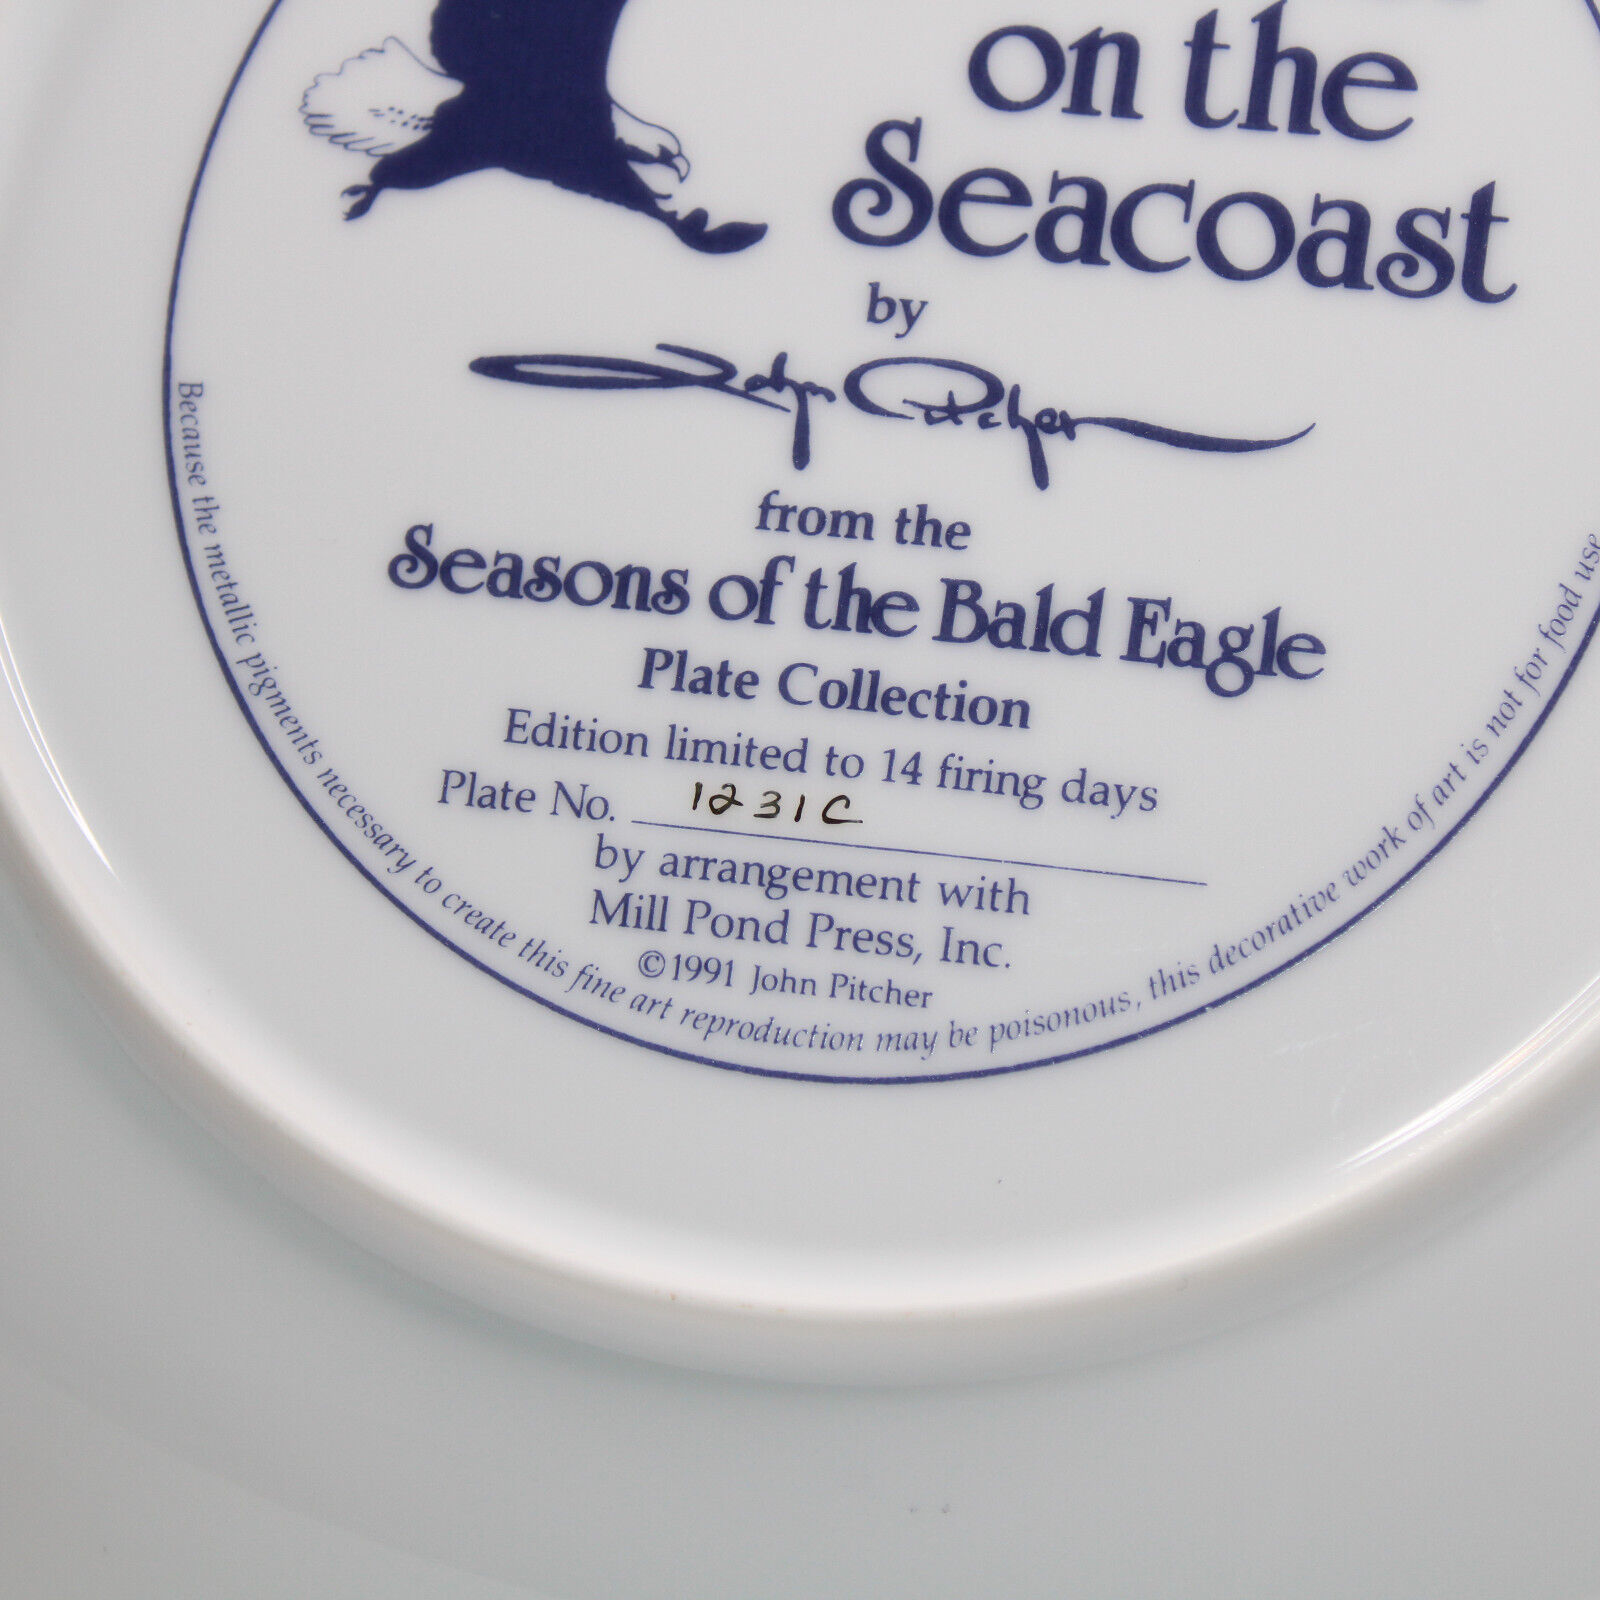 on the
Seacoast
by
John Pitcher
from the
Seasons of the Bald Eagle
Plate Collection
Edition limited to 14 firing days
Plate No. 1231C
by arrangement with
Mill Pond Press, Inc.
©1991 John Pitcher
Because the metallic pigments necessary to create this fine art reproduction may be poisonous, this decorative work of art is not for food use